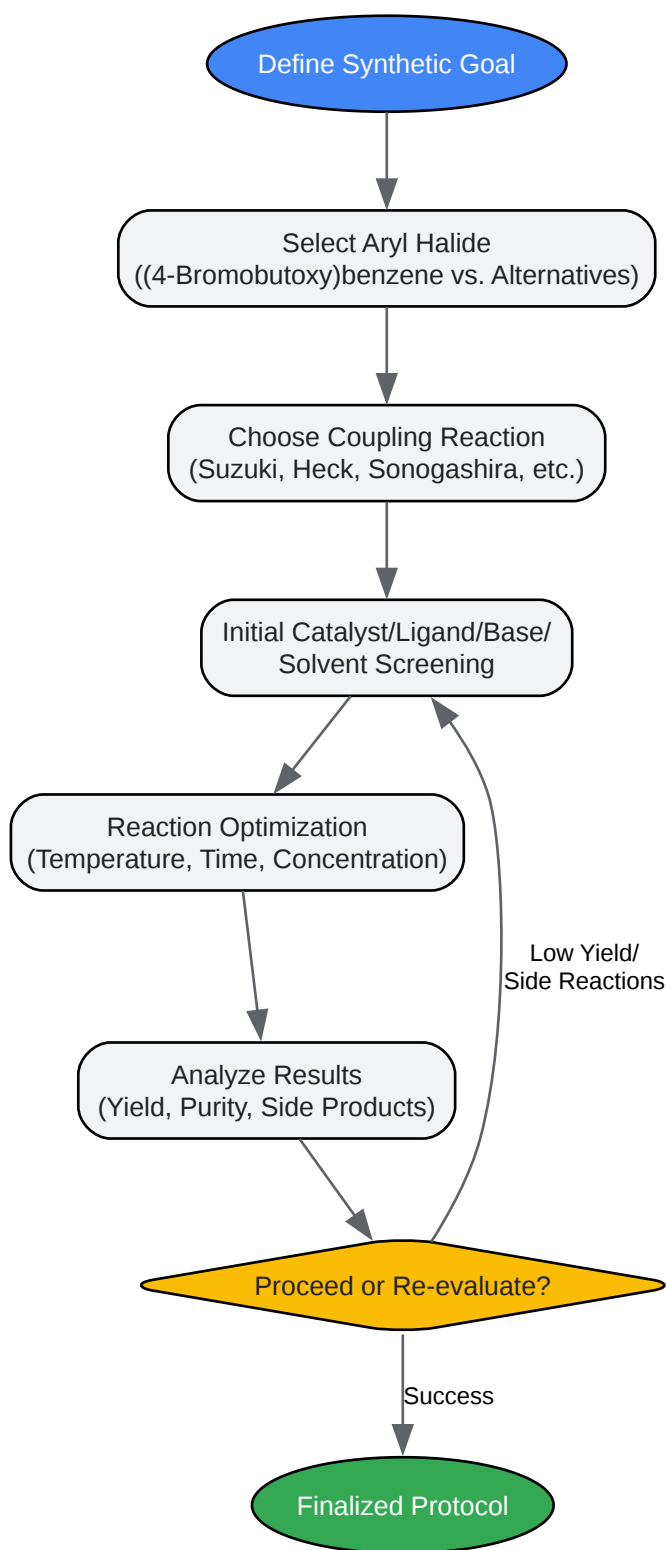 Define Synthetic Goal
Select Aryl Halide
((4-Bromobutoxy)benzene vs. Alternatives)
Choose Coupling Reaction
(Suzuki, Heck, Sonogashira, etc.)
Initial Catalyst/Ligand/Base/
Solvent Screening
Reaction Optimization
(Temperature, Time, Concentration)
Low Yield/
Side Reactions
Analyze Results
(Yield, Purity, Side Products)
Proceed or Re-evaluate?
Success
Finalized Protocol